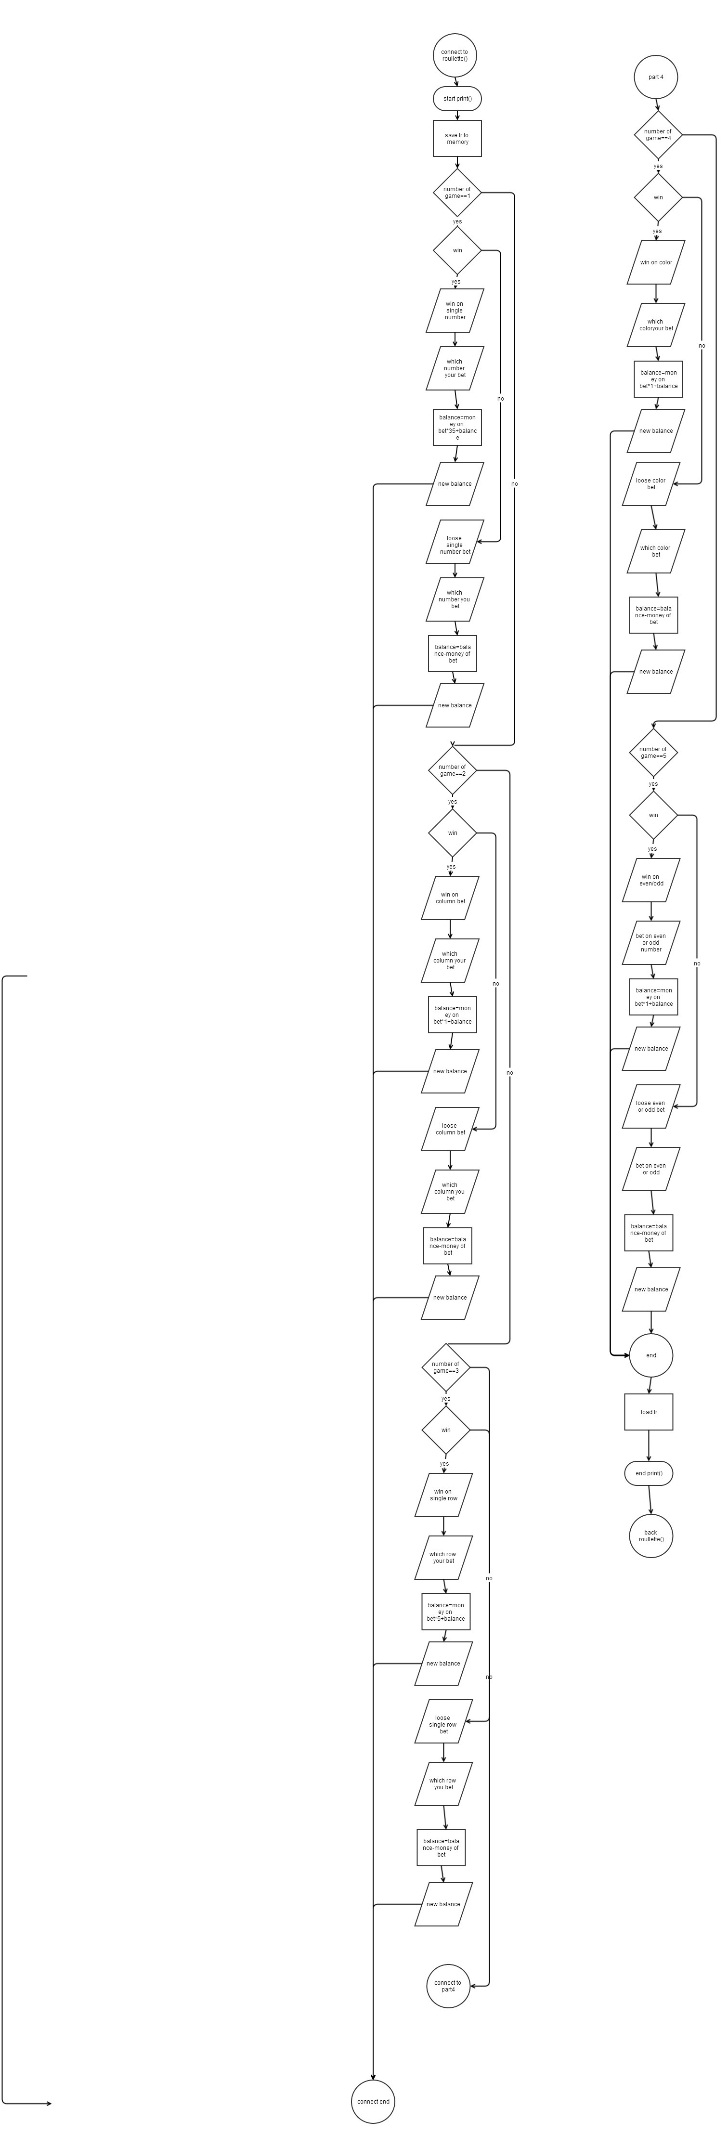 connect to
roullette()
start print()
save lr to
memory
number of
game==1
yes
win
yes
win on
single
number
which
number
your bet
no
balance=mon
ey on
bet*35+balanc
e
new balance
no
loose
single
number bet
which
number you
bet
balance=bala
nce-money of
bet
new balance
number of
game==2
yes
win
yes
win on
column bet
which
column your
bet
no
balance=mon
ey on
bet*1+balance
new balance
no
loose
column bet
which
column you
bet
balance=bala
nce-money of
bet
new balance
number of
game==3
yes
win
yes
win on
single row
which row
your bet
no
balance=mon
ey on
bet*5+balance
new balance
no
loose
single row
bet
which row
you bet
balance=bala
nce-money of
bet
new balance
connect to
part4
connect end
part 4
number of
game==4
yes
win
yes
win on color
which
coloryour bet
no
balance=mon
ey on
bet*1+balance
new balance
loose color
bet
which color
bet
balance=bala
nce-money of
bet
new balance
number of
game==5
yes
win
yes
win on
even/odd
bet on even
or odd
number
no
balance=mon
ey on
bet*1+balance
new balance
loose even
or odd bet
bet on even
or odd
balance=bala
nce-money of
bet
new balance
end
load lr
end print()
back
roullette()